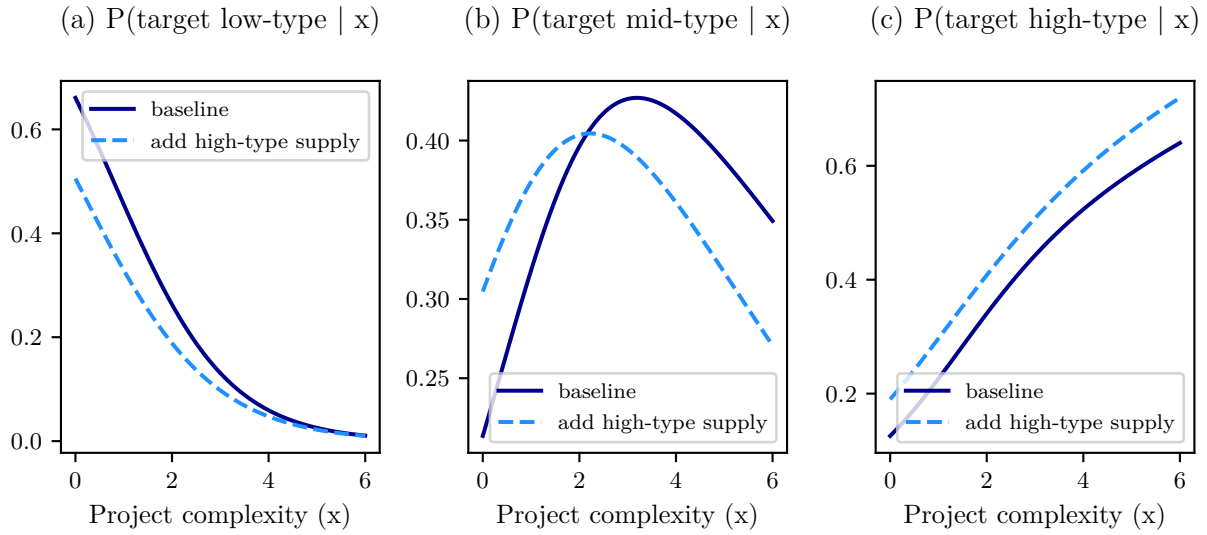 (a) P(target low-type | x)
(b) P(target mid-type | x)
(c) P(target high-type | x)
baseline
add high-type supply
0.6
0.4
0.2
0.0
0
2
4
6
Project complexity (x)
0.40
0.35
0.30
0.25
baseline
add high-type supply
0
2
4
6
Project complexity (x)
0.6
0.4
0.2
baseline
add high-type supply
0
2
4
6
Project complexity (x)